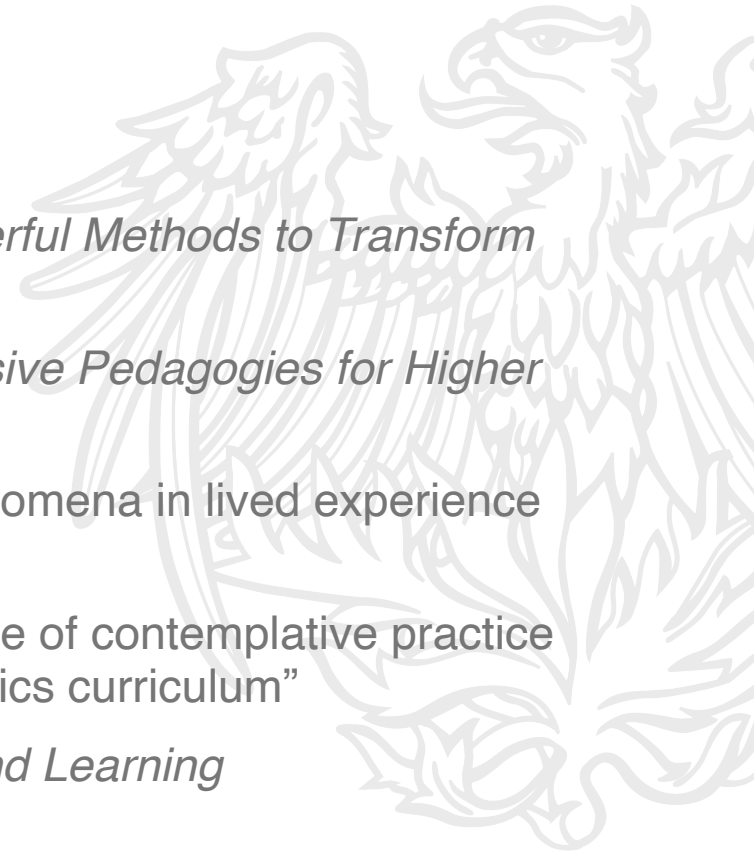 erful Methods to Transform
sive Pedagogies for Higher
omena in lived experience
e of contemplative practice
ics curriculum”
nd Learning